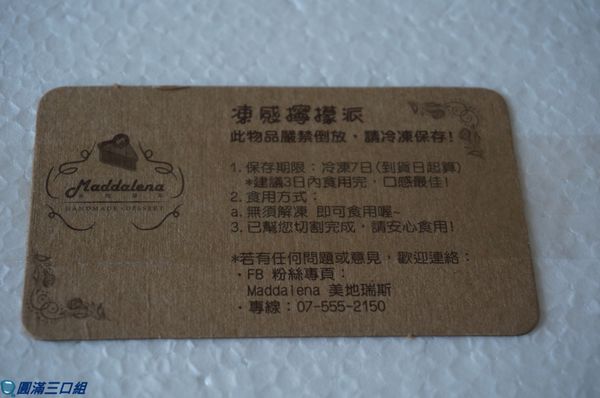 凍感檸檬派
此物品嚴禁倒放，請冷凍保存！
1. 保存期限：冷凍7日(到貨日起算)
*建議3日內食用完，口感最佳！
2. 食用方式：
a. 無須解凍 即可食用喔~
3. 已幫您切割完成，請安心食用！
*若有任何問題或意見，歡迎連絡：
・FB 粉絲專頁：
Maddalena 美地瑞斯
・專線：07-555-2150
Maddalena
HANDMADE · DESSERT
圓滿三口組